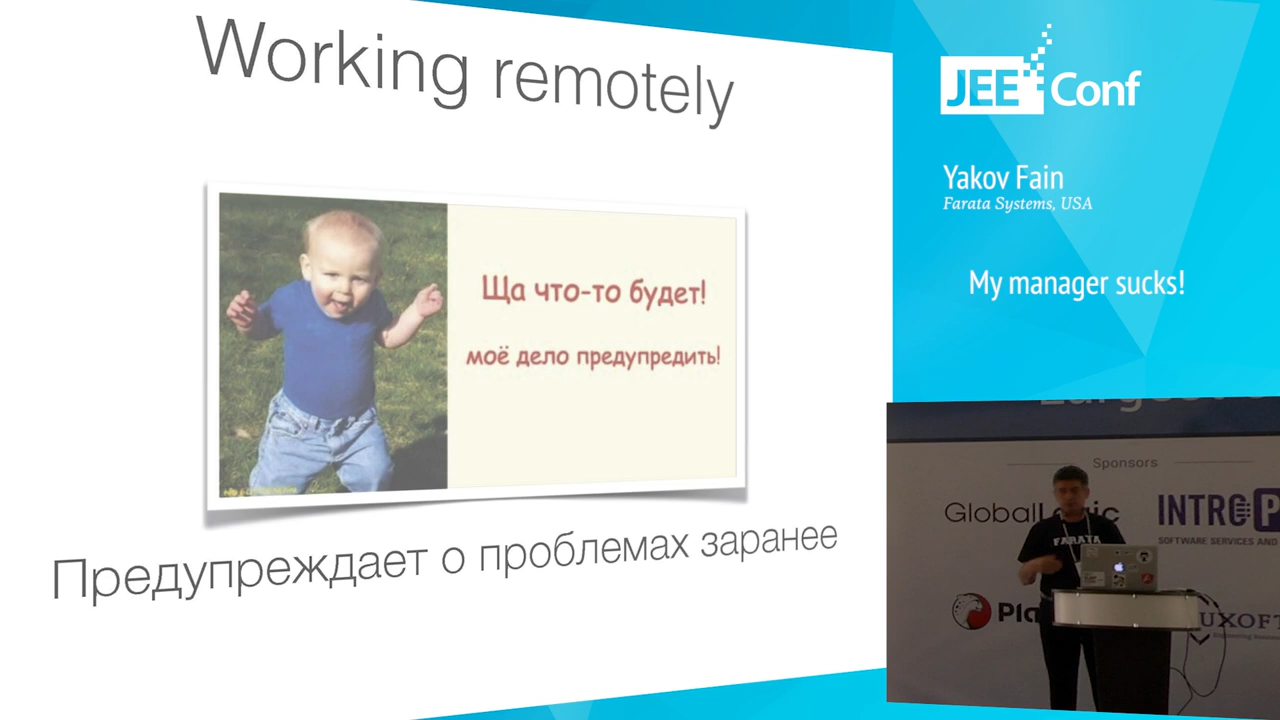 Working remotely
Ща что-то будет!
моё дело предупредить!
Предупреждает о проблемах заранее
JEE Conf
Yakov Fain
Farata Systems, USA
My manager sucks!
Sponsors
INTRO
SOFTWARE SERVICES AND
FARATA